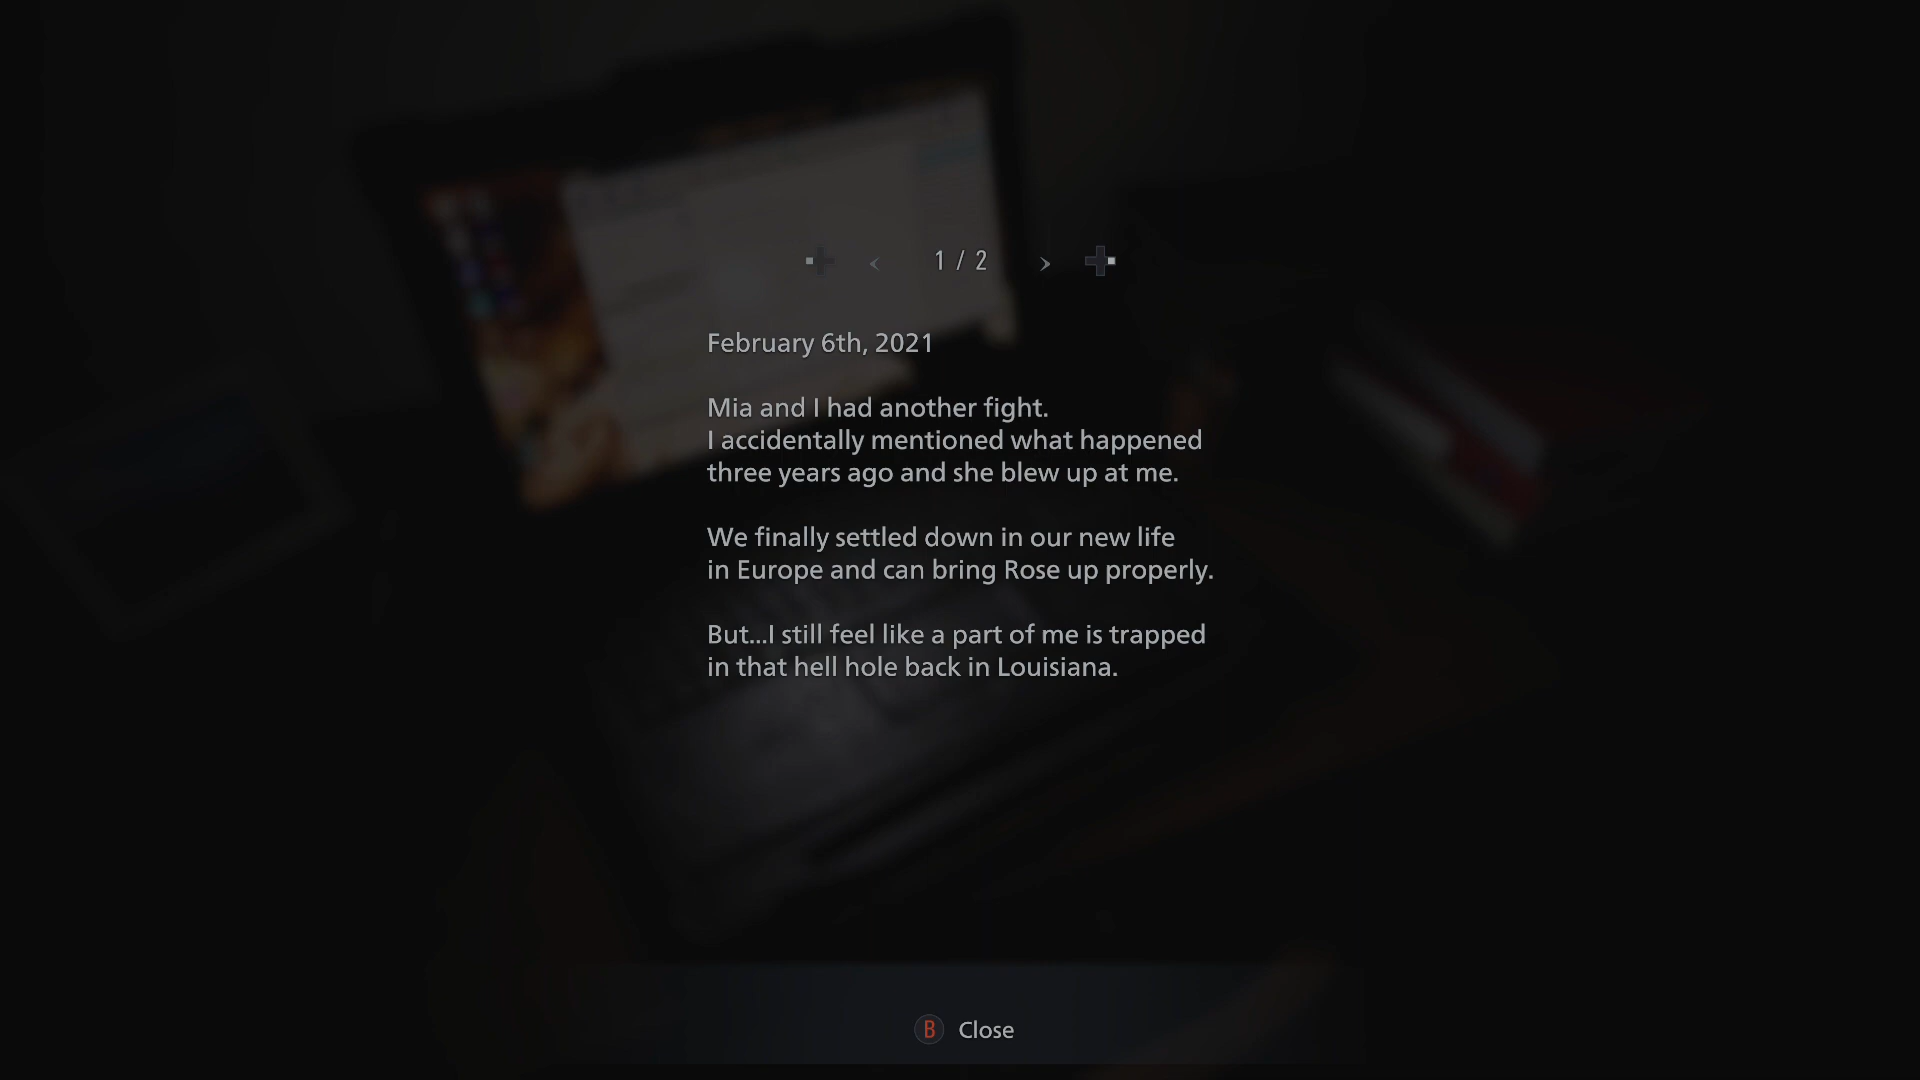 1 / 2
February 6th, 2021
Mia and I had another fight.
I accidentally mentioned what happened
three years ago and she blew up at me.
We finally settled down in our new life
in Europe and can bring Rose up properly.
But...I still feel like a part of me is trapped
in that hell hole back in Louisiana.
B Close